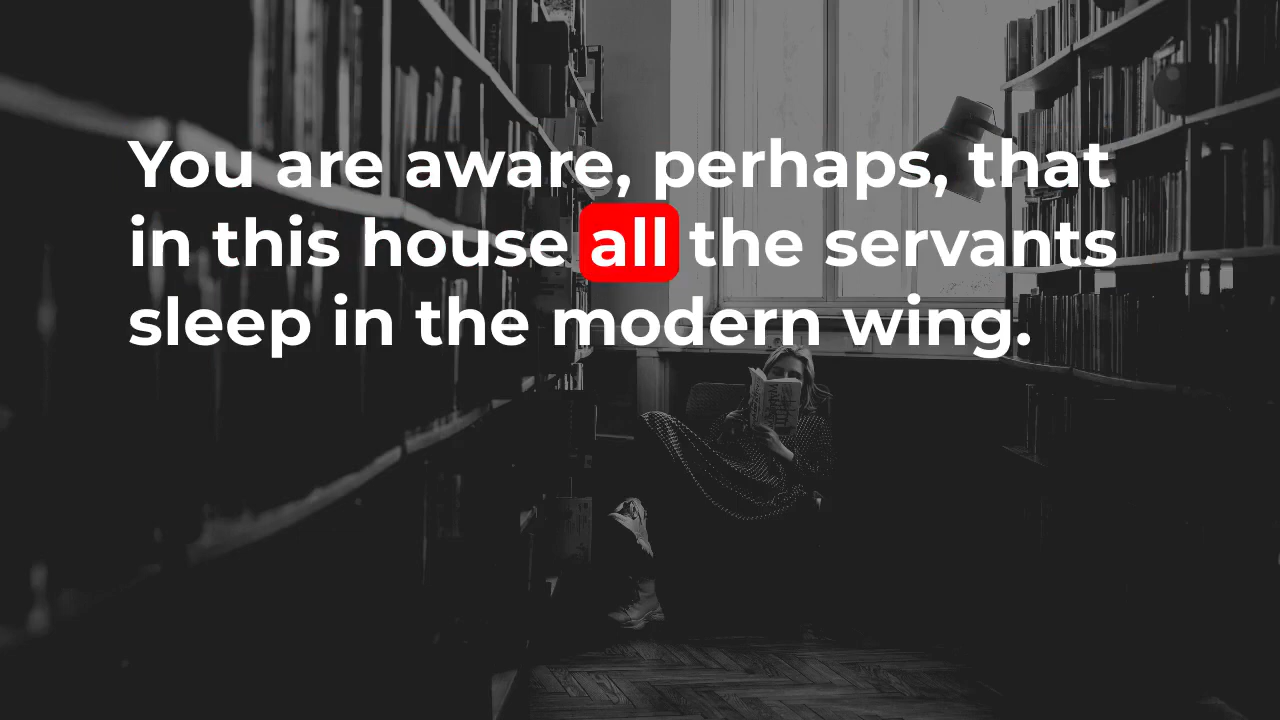 You are aware, perhaps, that
in this house all the servants
sleep in the modern wing.